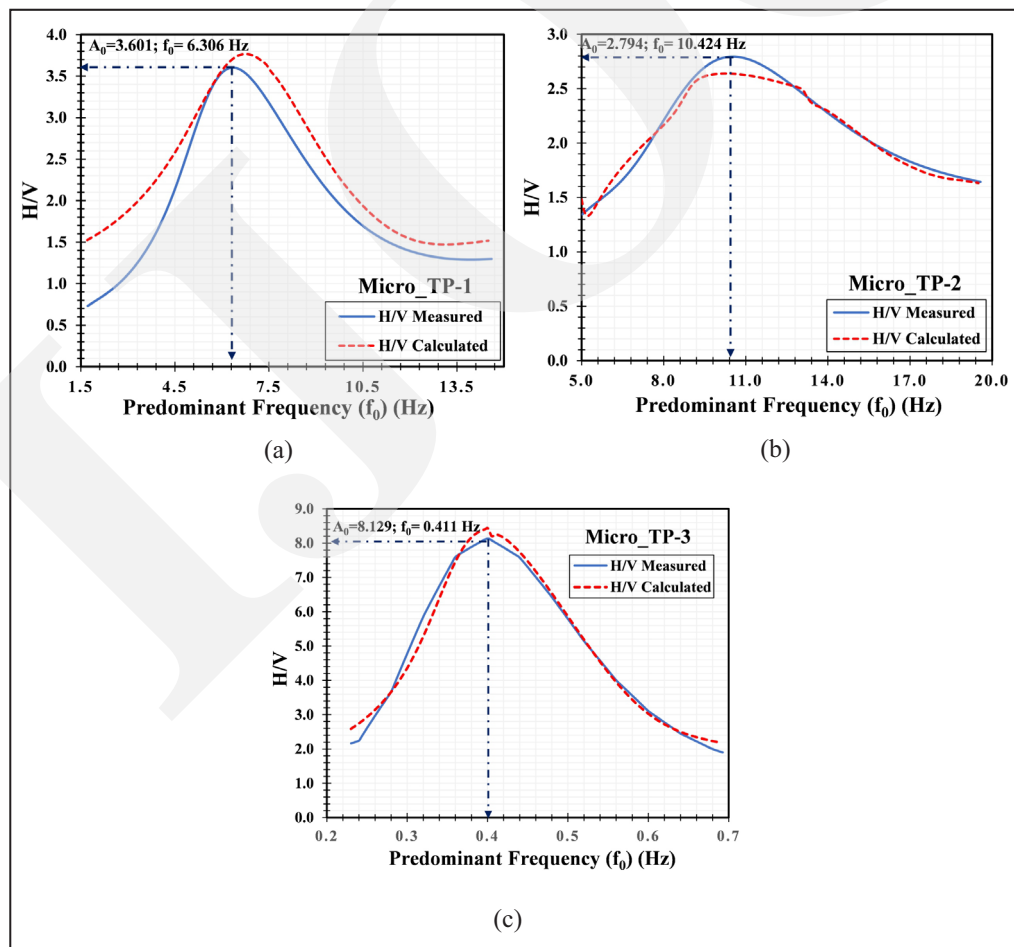 A₀=3.601; f₀= 6.306 Hz
4.0
3.5
3.0
2.5
2.0
1.5
1.0
0.5
0.0
H/V
Micro_TP-1
H/V Measured
H/V Calculated
1.5 4.5 7.5 10.5 13.5
Predominant Frequency (f₀) (Hz)
(a)
A₀=2.794; f₀= 10.424 Hz
3.0
2.5
2.0
1.5
1.0
0.5
0.0
H/V
Micro_TP-2
H/V Measured
H/V Calculated
5.0 8.0 11.0 14.0 17.0 20.0
Predominant Frequency (f₀) (Hz)
(b)
A₀=8.129; f₀= 0.411 Hz
9.0
8.0
7.0
6.0
5.0
4.0
3.0
2.0
1.0
0.0
H/V
Micro_TP-3
H/V Measured
H/V Calculated
0.2 0.3 0.4 0.5 0.6 0.7
Predominant Frequency (f₀) (Hz)
(c)